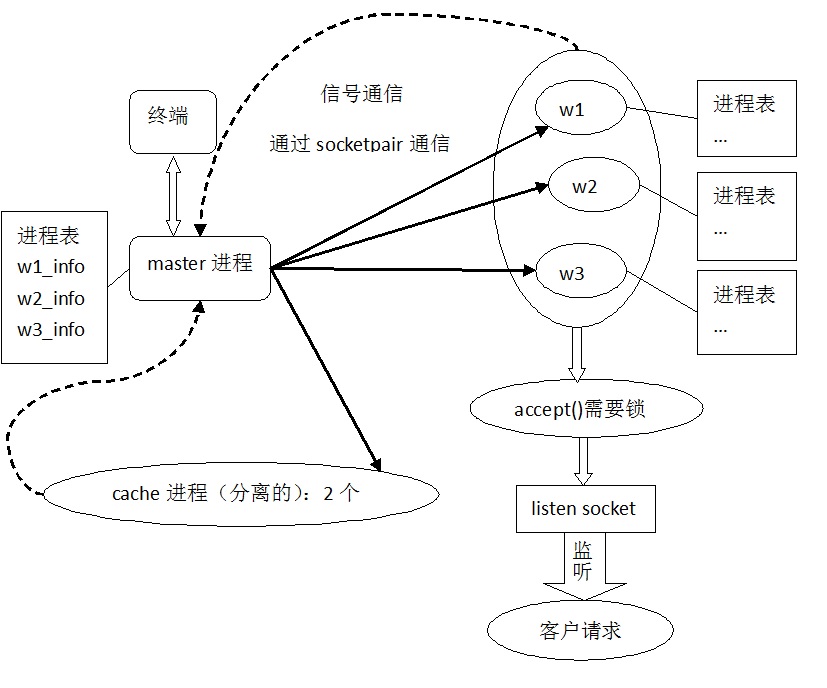 信号通信
通过 socketpair 通信
终端
进程表
w1_info
w2_info
w3_info
master 进程
w1
w2
w3
进程表
...
进程表
...
进程表
...
accept()需要锁
cache 进程（分离的）：2 个
listen socket
监
听
客户请求